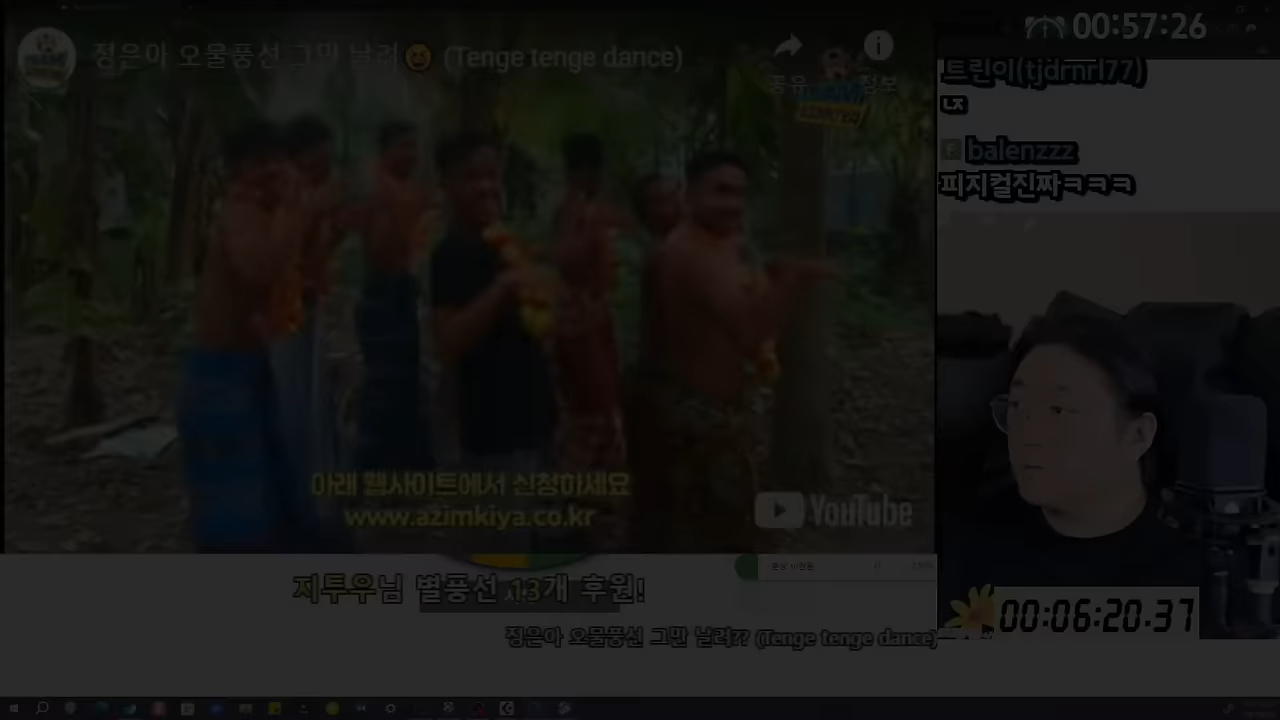 정은아 오물풍선 그만 날려😆 (Tenge tenge dance)
공유
정보
00:57:26
트린이(tjdrnrl77)
ㄴㅈ
balenzzz
피지컬진짜ㅋㅋㅋ
아래 웹사이트에서 신청하세요
www.azimkiya.co.kr
YouTube
지투우님 별풍선 13개 후원!
00:06:20.37
정은아 오물풍선 그만 날려?? (Tenge tenge dance)